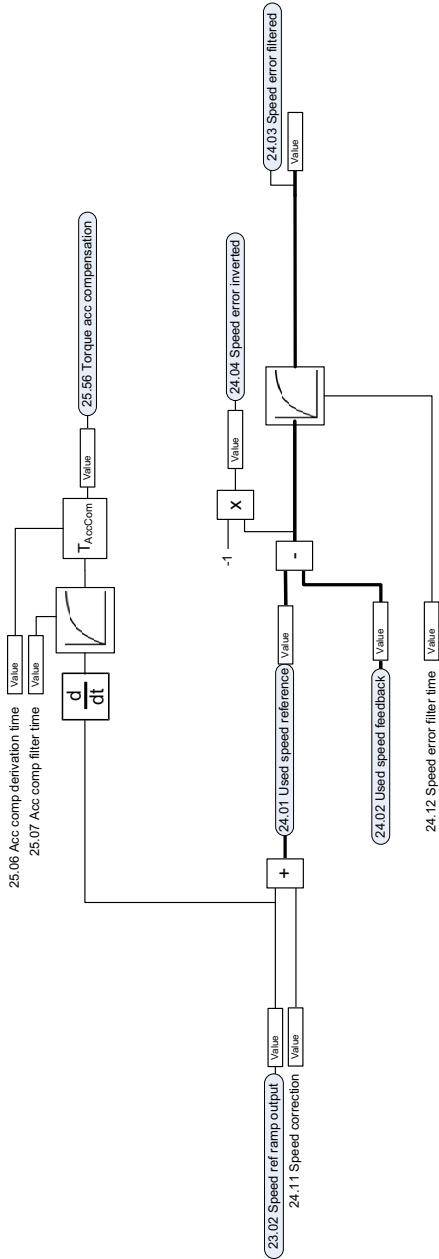 25.06 Acc comp derivation time
Value
25.07 Acc comp filter time
Value
d
dt
TAccCom
Value
25.56 Torque acc compensation
23.02 Speed ref ramp output
Value
24.11 Speed correction
Value
+
24.01 Used speed reference
Value
24.02 Used speed feedback
Value
-
-1
x
Value
24.04 Speed error inverted
24.12 Speed error filter time
Value
24.03 Speed error filtered
Value